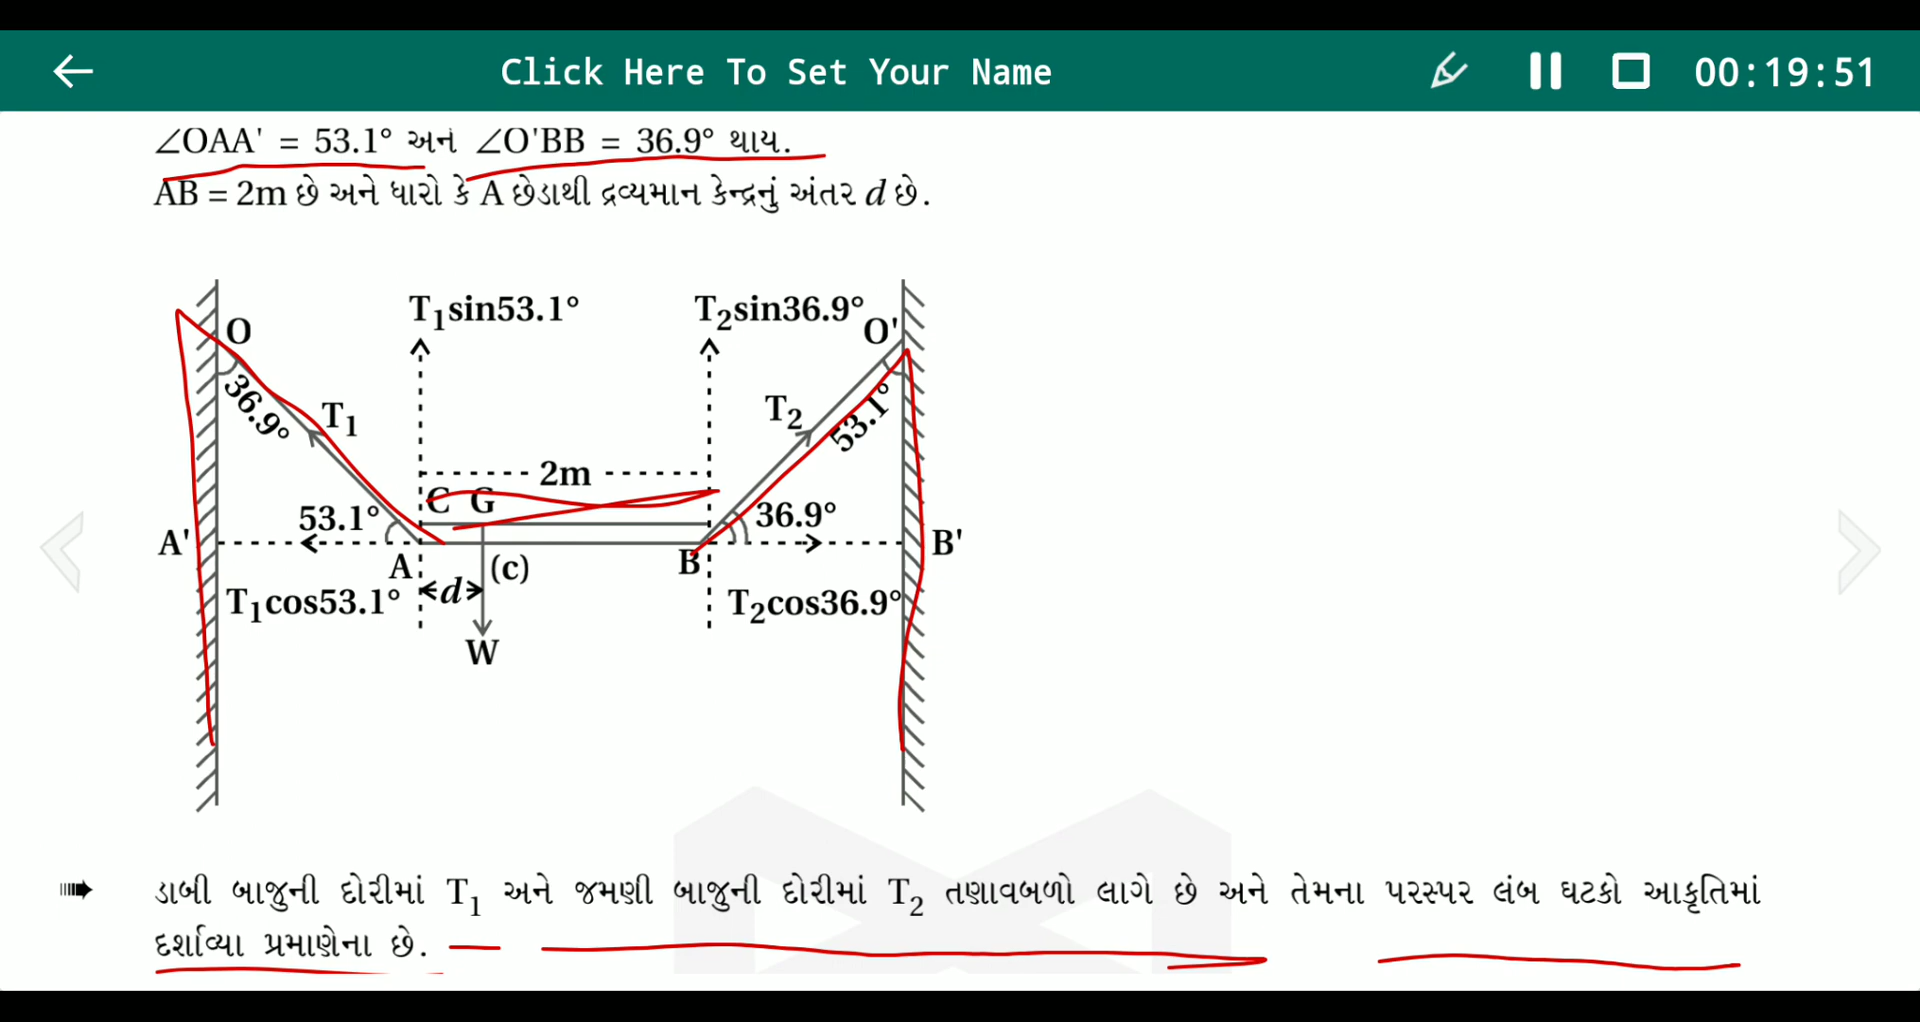 Click Here To Set Your Name 00:19:51
∠OAA' = 53.1° અને ∠O'BB = 36.9° થાય.
AB = 2m છે અને ધારો કે A છેડાથી દ્રવ્યમાન કેન્દ્રનું અંતર d છે.
T₁sin53.1° T₂sin36.9°
O O'
36.9° T₁ T₂ 53.1°
2m
C G
53.1° 36.9°
A' B'
A (c) B
d
T₁cos53.1° T₂cos36.9°
W
ડાબી બાજુની દોરીમાં T₁ અને જમણી બાજુની દોરીમાં T₂ તણાવબળો લાગે છે અને તેમના પરસ્પર લંબ ઘટકો આકૃતિમાં
દર્શાવ્યા પ્રમાણેના છે.